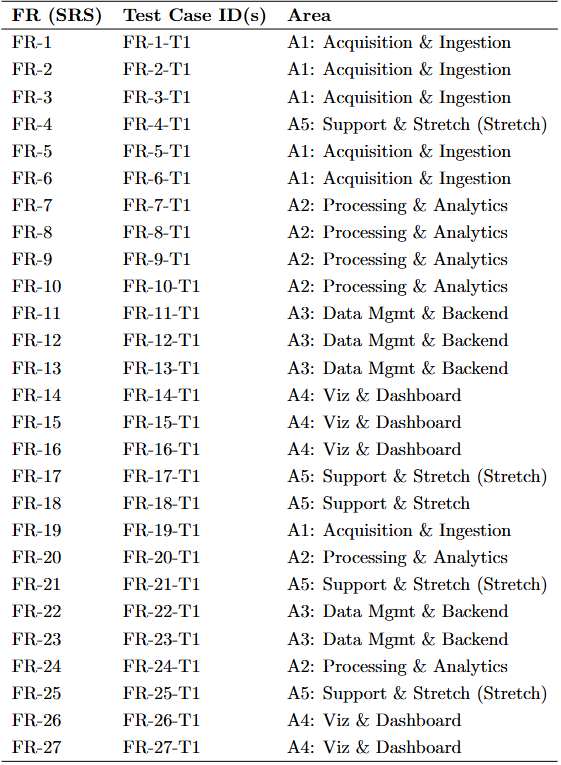 FR (SRS) Test Case ID(s) Area
FR-1 FR-1-T1 A1: Acquisition & Ingestion
FR-2 FR-2-T1 A1: Acquisition & Ingestion
FR-3 FR-3-T1 A1: Acquisition & Ingestion
FR-4 FR-4-T1 A5: Support & Stretch (Stretch)
FR-5 FR-5-T1 A1: Acquisition & Ingestion
FR-6 FR-6-T1 A1: Acquisition & Ingestion
FR-7 FR-7-T1 A2: Processing & Analytics
FR-8 FR-8-T1 A2: Processing & Analytics
FR-9 FR-9-T1 A2: Processing & Analytics
FR-10 FR-10-T1 A2: Processing & Analytics
FR-11 FR-11-T1 A3: Data Mgmt & Backend
FR-12 FR-12-T1 A3: Data Mgmt & Backend
FR-13 FR-13-T1 A3: Data Mgmt & Backend
FR-14 FR-14-T1 A4: Viz & Dashboard
FR-15 FR-15-T1 A4: Viz & Dashboard
FR-16 FR-16-T1 A4: Viz & Dashboard
FR-17 FR-17-T1 A5: Support & Stretch (Stretch)
FR-18 FR-18-T1 A5: Support & Stretch
FR-19 FR-19-T1 A1: Acquisition & Ingestion
FR-20 FR-20-T1 A2: Processing & Analytics
FR-21 FR-21-T1 A5: Support & Stretch (Stretch)
FR-22 FR-22-T1 A3: Data Mgmt & Backend
FR-23 FR-23-T1 A3: Data Mgmt & Backend
FR-24 FR-24-T1 A2: Processing & Analytics
FR-25 FR-25-T1 A5: Support & Stretch (Stretch)
FR-26 FR-26-T1 A4: Viz & Dashboard
FR-27 FR-27-T1 A4: Viz & Dashboard